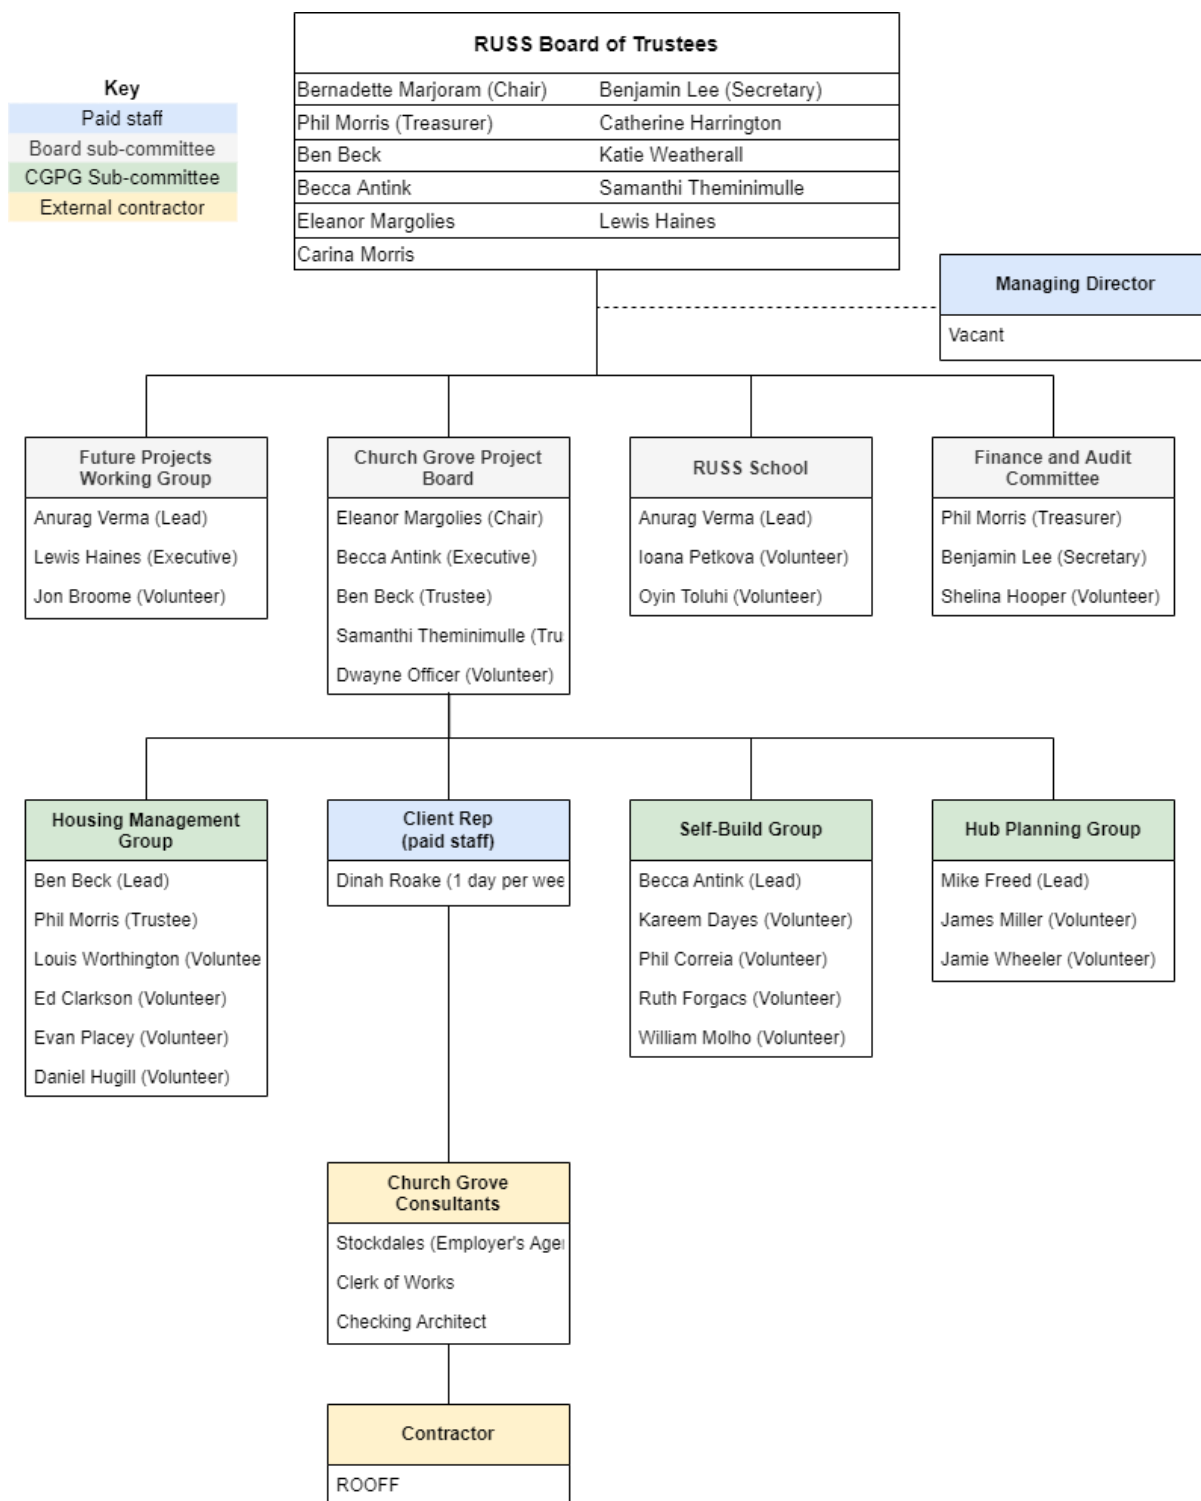 RUSS Board of Trustees
Key
Bernadette Marjoram (Chair) Benjamin Lee (Secretary)
Paid staff
Phil Morris (Treasurer) Catherine Harrington
Board sub-committee
Ben Beck Katie Weatherall
CGPG Sub-committee
Becca Antink Samanthi Theminimulle
External contractor
Eleanor Margolies Lewis Haines
Carina Morris
Managing Director
Vacant
Future Projects
Working Group
Anurag Verma (Lead)
Lewis Haines (Executive)
Jon Broome (Volunteer)
Church Grove Project
Board
Eleanor Margolies (Chair)
Becca Antink (Executive)
Ben Beck (Trustee)
Samanthi Theminimulle (Tru
Dwayne Officer (Volunteer)
RUSS School
Anurag Verma (Lead)
Ioana Petkova (Volunteer)
Oyin Toluhi (Volunteer)
Finance and Audit
Committee
Phil Morris (Treasurer)
Benjamin Lee (Secretary)
Shelina Hooper (Volunteer)
Housing Management
Group
Ben Beck (Lead)
Phil Morris (Trustee)
Louis Worthington (Voluntee
Ed Clarkson (Volunteer)
Evan Placey (Volunteer)
Daniel Hugill (Volunteer)
Client Rep
(paid staff)
Dinah Roake (1 day per wee
Self-Build Group
Becca Antink (Lead)
Kareem Dayes (Volunteer)
Phil Correia (Volunteer)
Ruth Forgacs (Volunteer)
William Molho (Volunteer)
Hub Planning Group
Mike Freed (Lead)
James Miller (Volunteer)
Jamie Wheeler (Volunteer)
Church Grove
Consultants
Stockdales (Employer's Age
Clerk of Works
Checking Architect
Contractor
ROOFF